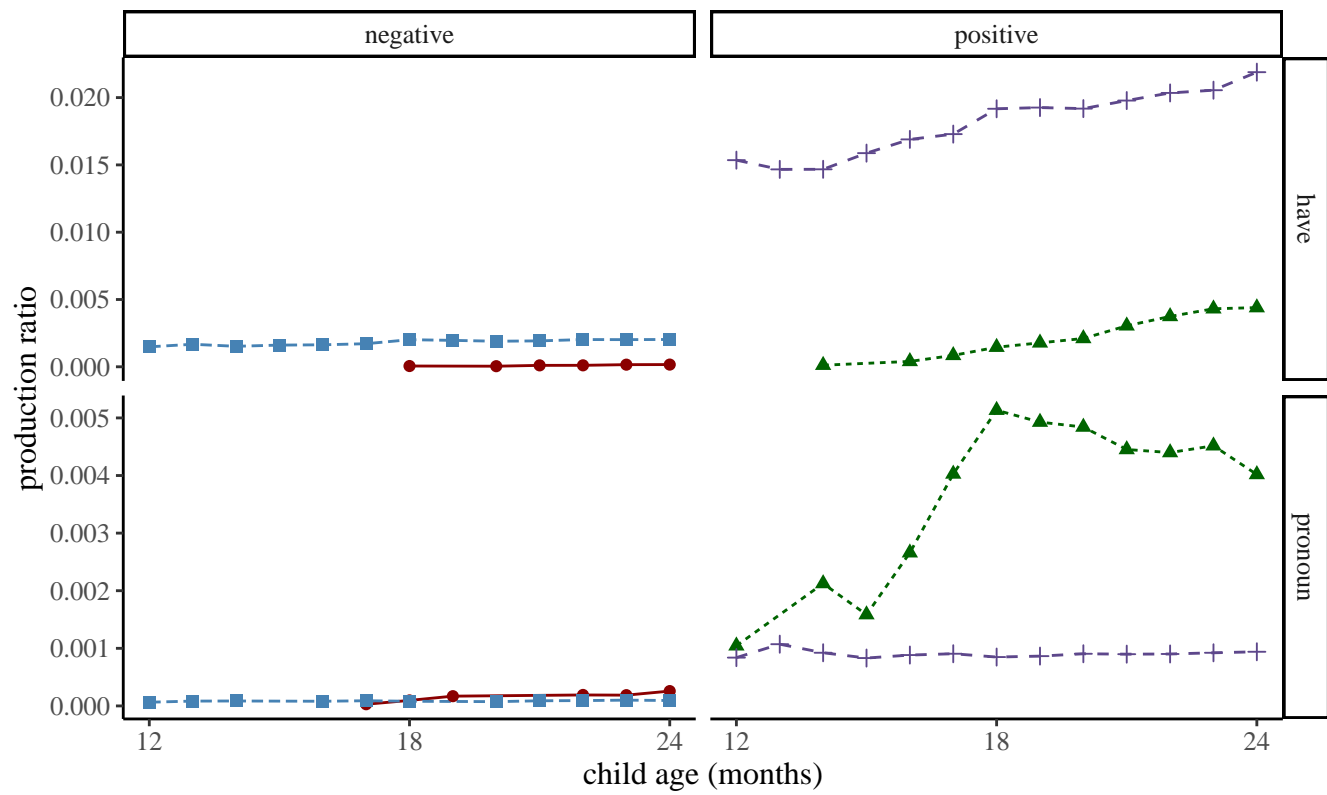 negative
positive
0.020
0.015
0.010
0.005
0.000
have
0.005
0.004
0.003
0.002
0.001
0.000
pronoun
production ratio
12
18
24
12
18
24
child age (months)